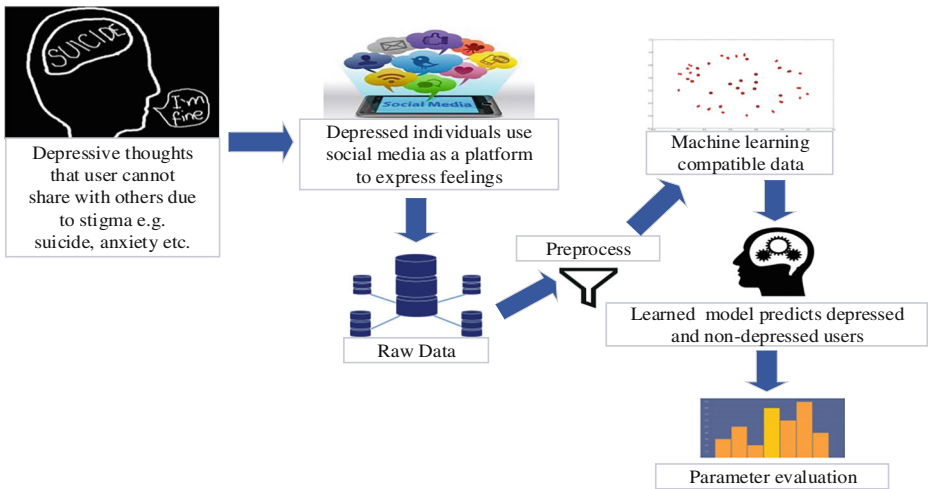 SUICIDE
I'm
fine
Depressive thoughts
that user cannot
share with others due
to stigma e.g.
suicide, anxiety etc.
Social Media
Depressed individuals use
social media as a platform
to express feelings
Raw Data
Preprocess
Machine learning
compatible data
Learned model predicts depressed
and non-depressed users
Parameter evaluation